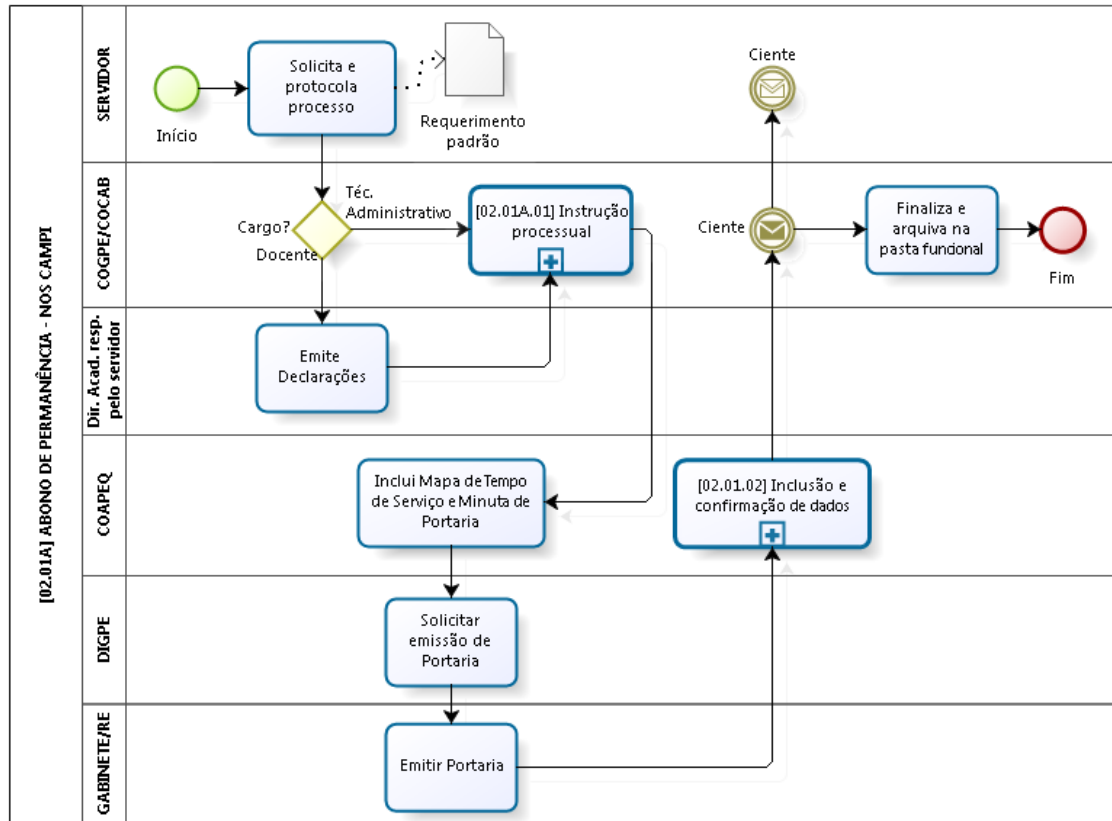 [02.01A] ABONO DE PERMANÊNCIA - NOS CAMPI
SERVIDOR
Início
Solicita e
protocola
processo
Requerimento
padrão
Ciente
COGPE/COCAB
Cargo?
Téc.
Administrativo
Docente
[02.01A.01] Instrução
processual
Ciente
Finaliza e
arquiva na
pasta funcional
Fim
Dir. Acad. resp.
pelo servidor
Emite
Declarações
COAPEQ
Inclui Mapa de Tempo
de Serviço e Minuta de
Portaria
[02.01.02] Inclusão e
confirmação de dados
DIGPE
Solicitar
emissão de
Portaria
GABINETE/RE
Emitir Portaria